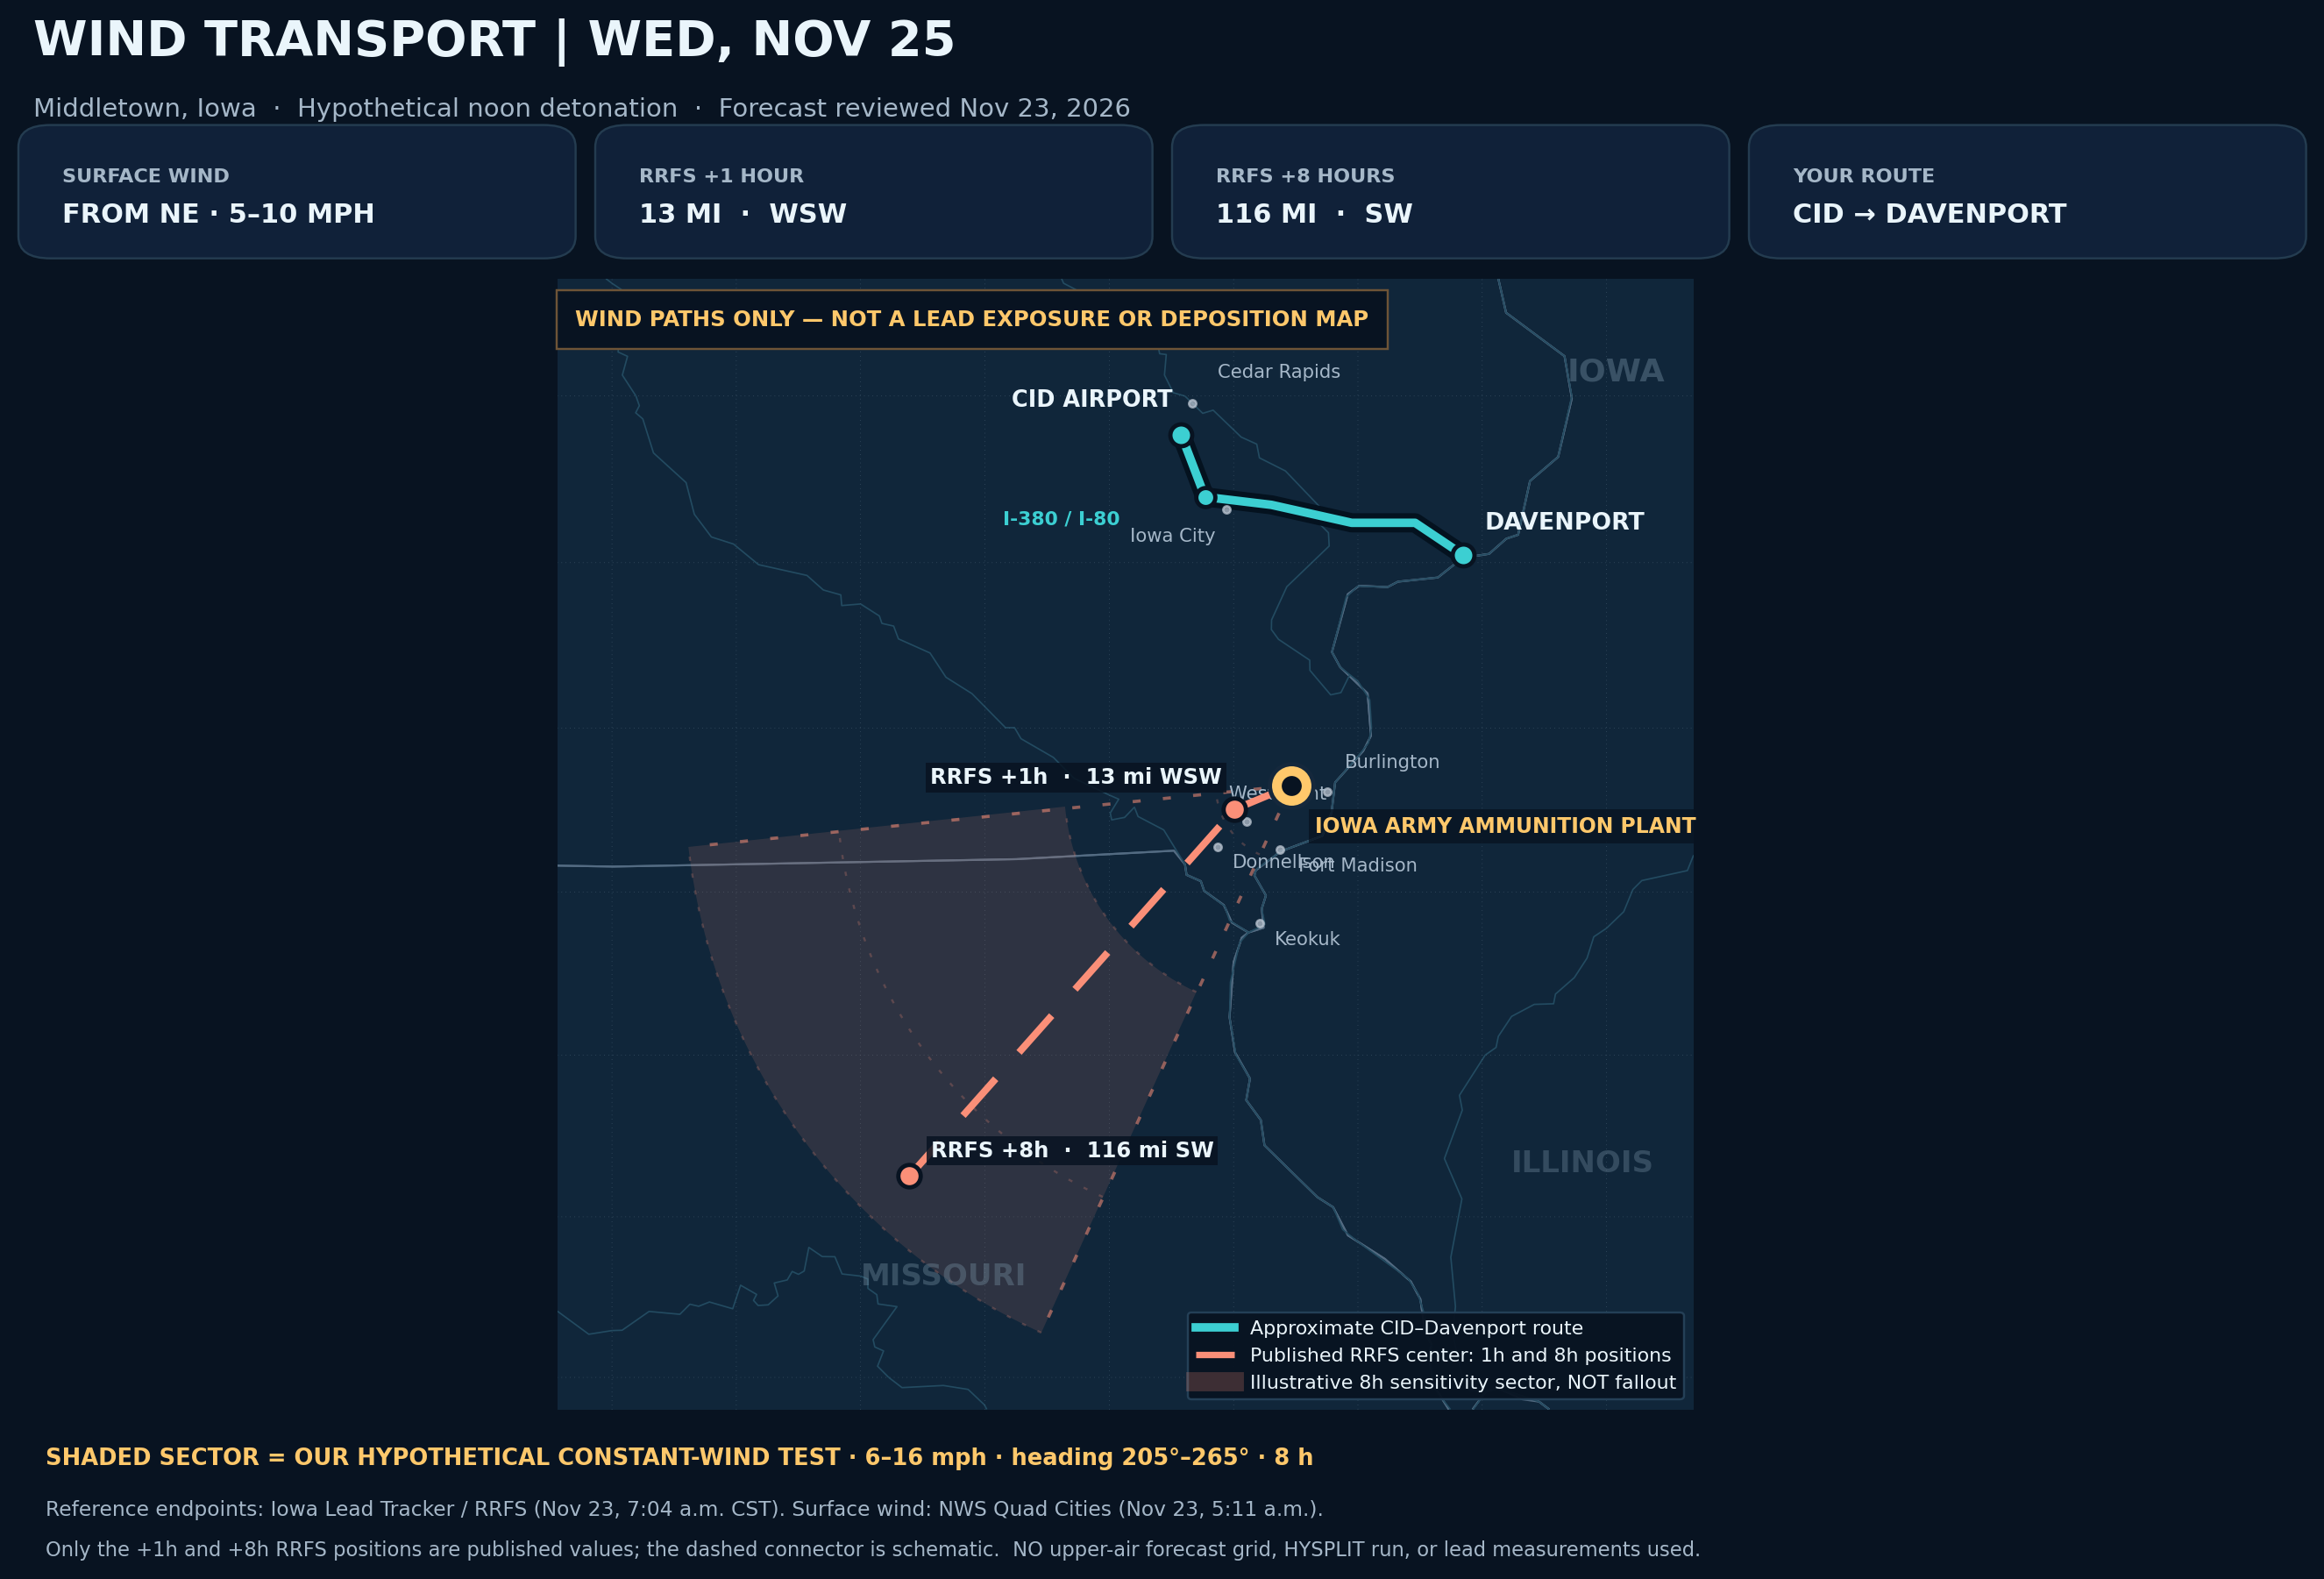 WIND TRANSPORT | WED, NOV 25
Middletown, Iowa · Hypothetical noon detonation · Forecast reviewed Nov 23, 2026
SURFACE WIND
FROM NE · 5–10 MPH
RRFS +1 HOUR
13 MI · WSW
RRFS +8 HOURS
116 MI · SW
YOUR ROUTE
CID → DAVENPORT
WIND PATHS ONLY — NOT A LEAD EXPOSURE OR DEPOSITION MAP
IOWA
Cedar Rapids
CID AIRPORT
I-380 / I-80
Iowa City
DAVENPORT
Burlington
RRFS +1h · 13 mi WSW
IOWA ARMY AMMUNITION PLANT
Donnellson
Fort Madison
Keokuk
RRFS +8h · 116 mi SW
ILLINOIS
MISSOURI
Approximate CID–Davenport route
Published RRFS center: 1h and 8h positions
Illustrative 8h sensitivity sector, NOT fallout
SHADED SECTOR = OUR HYPOTHETICAL CONSTANT-WIND TEST · 6–16 mph · heading 205°–265° · 8 h
Reference endpoints: Iowa Lead Tracker / RRFS (Nov 23, 7:04 a.m. CST). Surface wind: NWS Quad Cities (Nov 23, 5:11 a.m.).
Only the +1h and +8h RRFS positions are published values; the dashed connector is schematic. NO upper-air forecast grid, HYSPLIT run, or lead measurements used.